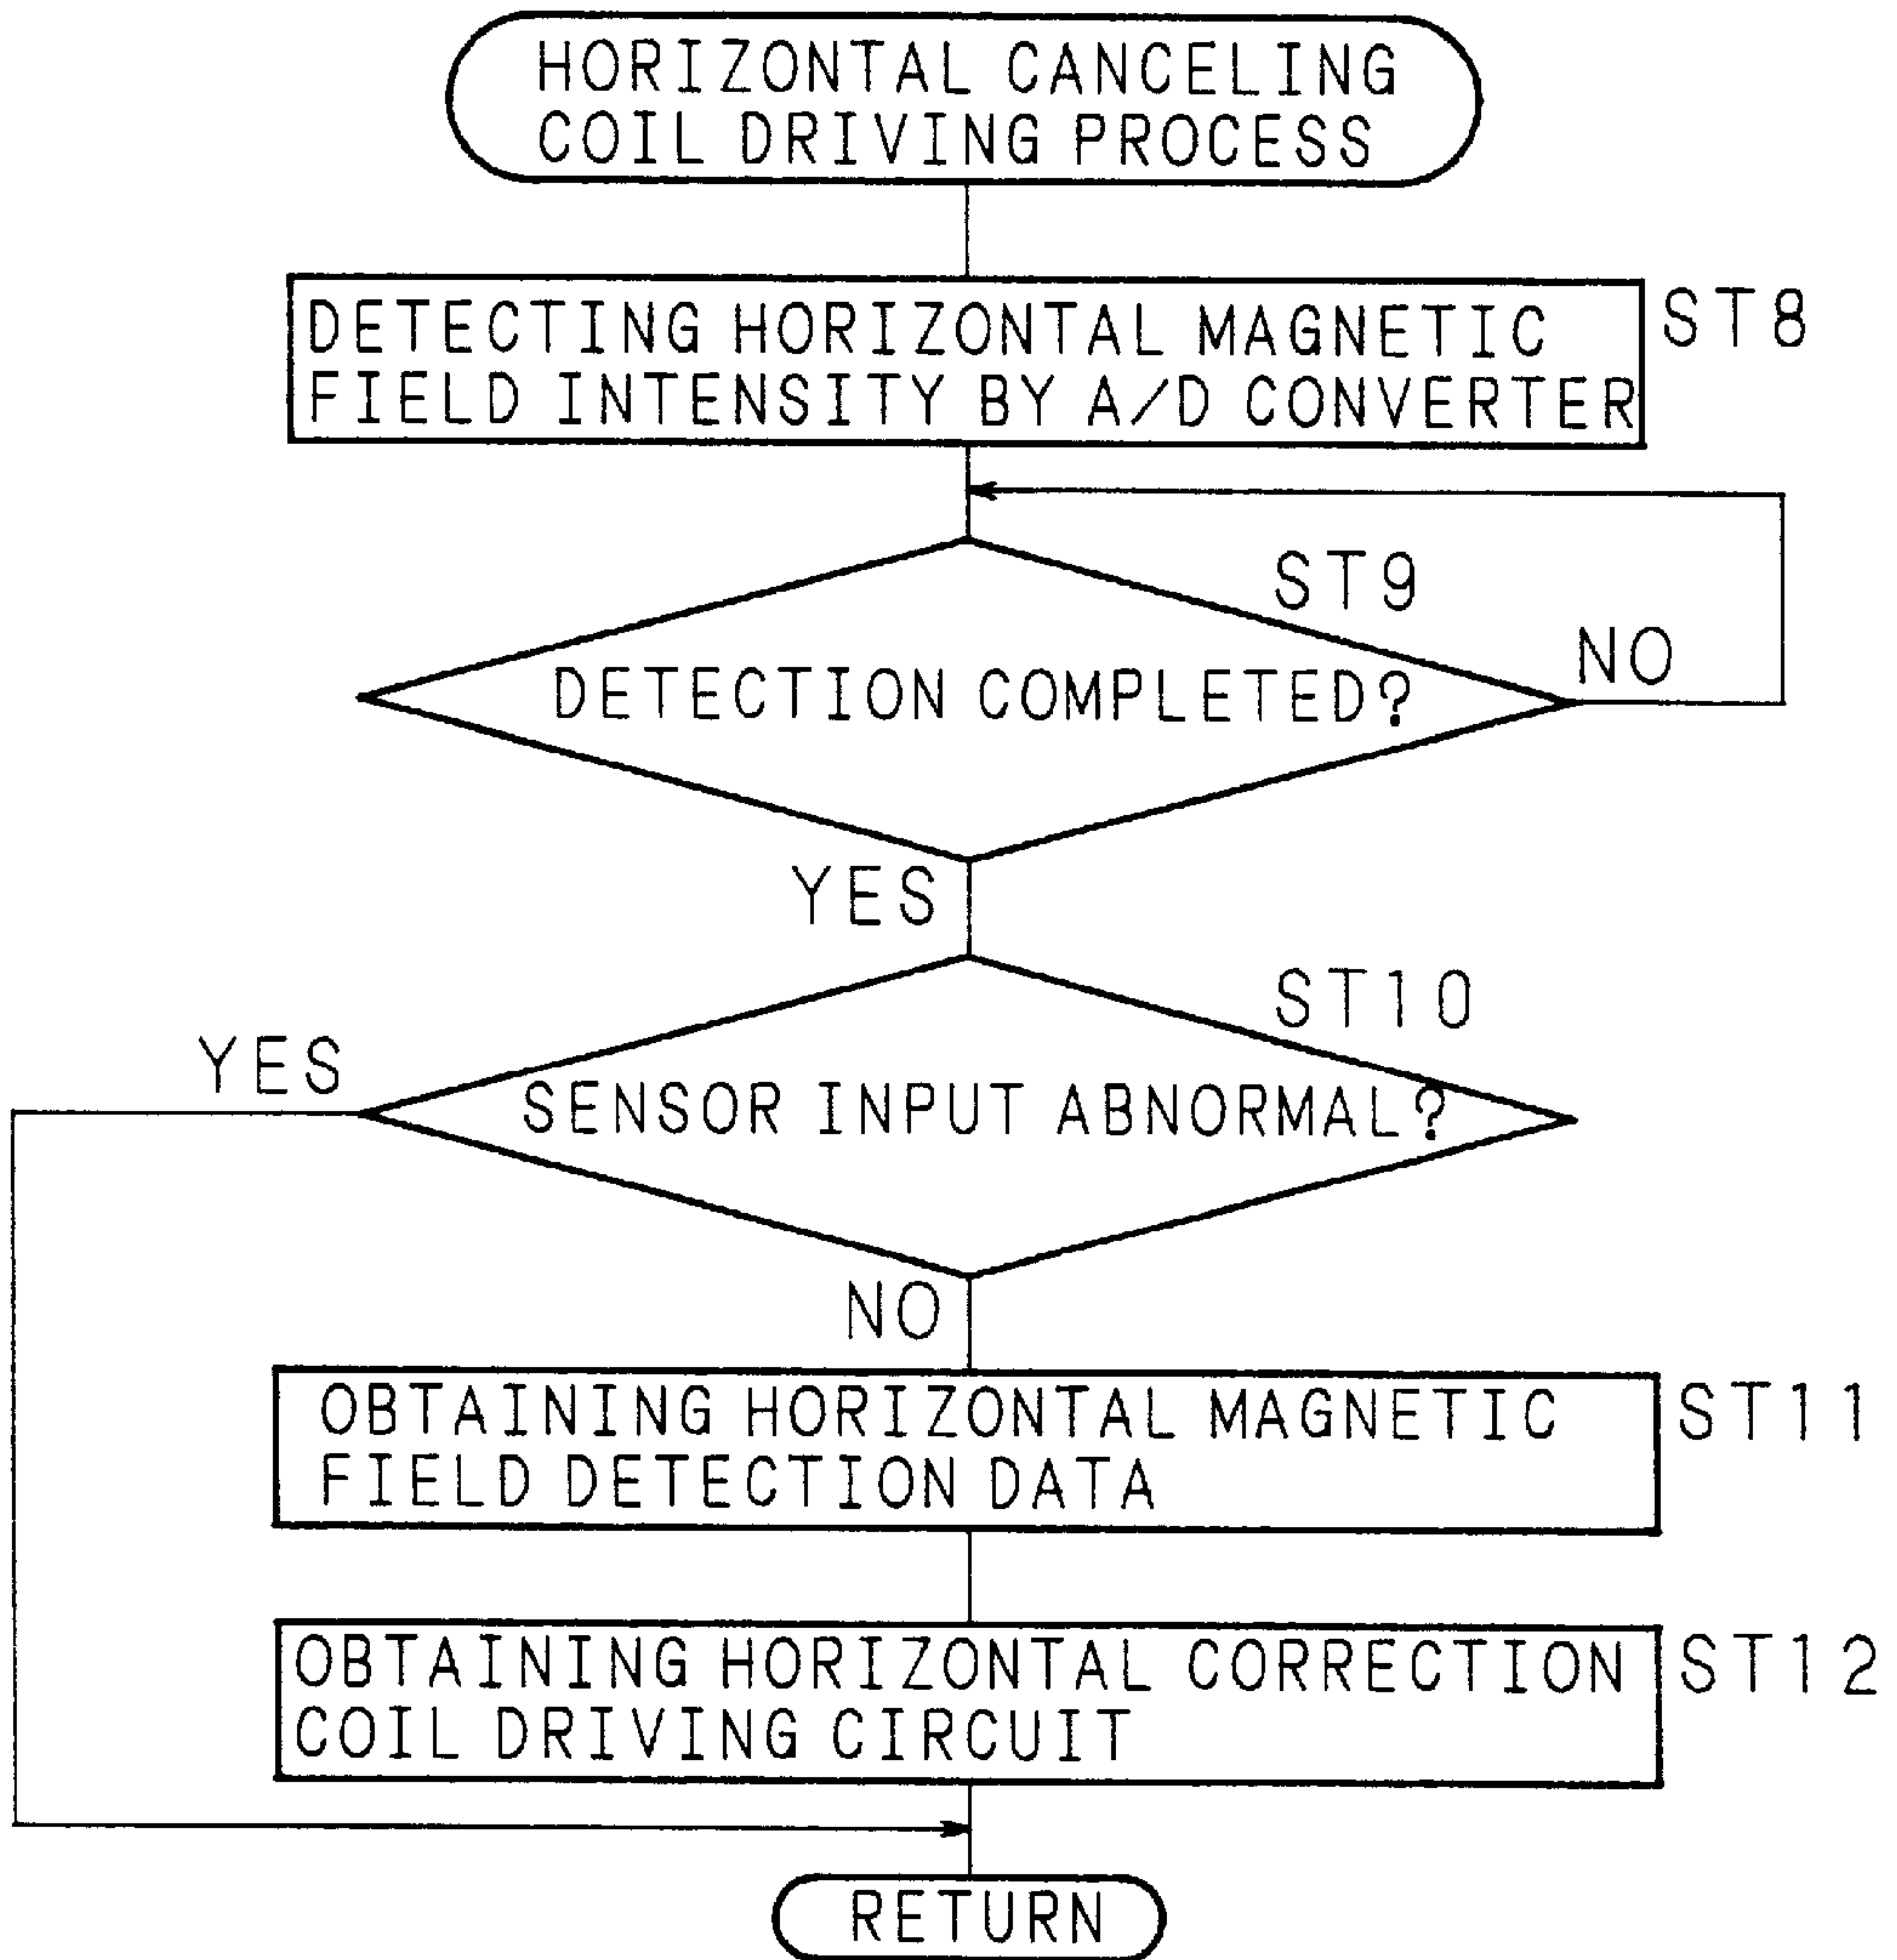 HORIZONTAL CANCELING
COIL DRIVING PROCESS
DETECTING HORIZONTAL MAGNETIC
FIELD INTENSITY BY A/D CONVERTER
ST8
ST9
NO
DETECTION COMPLETED?
YES
ST10
YES
SENSOR INPUT ABNORMAL?
NO
OBTAINING HORIZONTAL MAGNETIC
FIELD DETECTION DATA
ST11
OBTAINING HORIZONTAL CORRECTION
COIL DRIVING CIRCUIT
ST12
RETURN